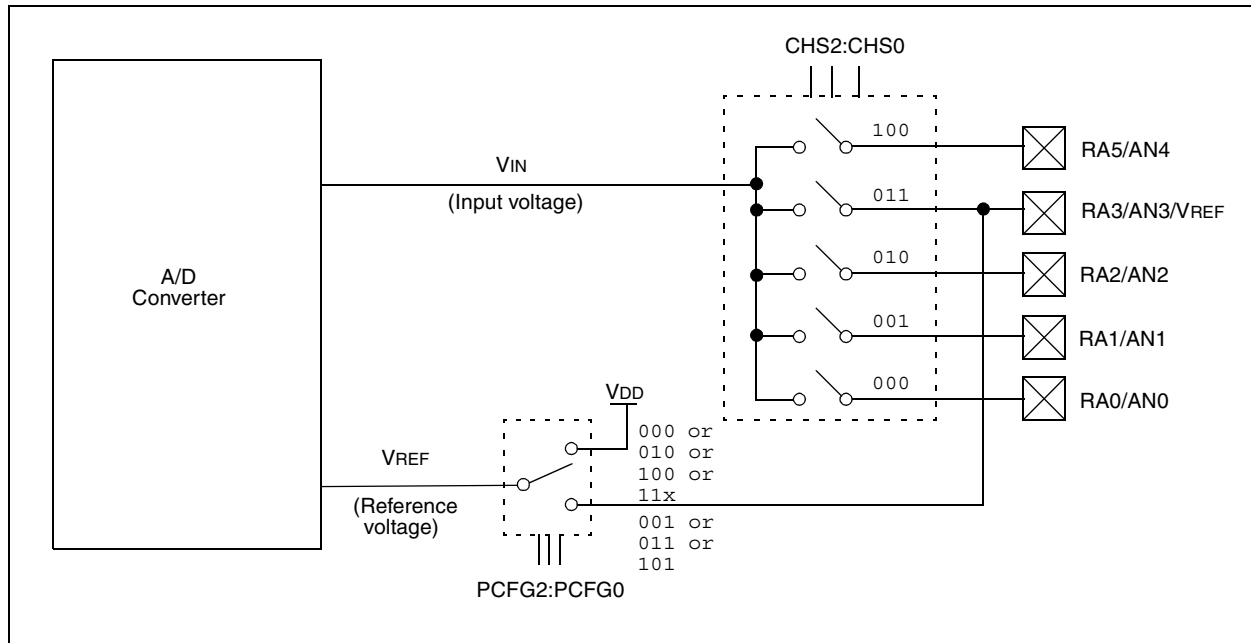 CHS2:CHS0
100
RA5/AN4
VIN
(Input voltage)
011
RA3/AN3/VREF
A/D
Converter
010
RA2/AN2
001
RA1/AN1
000
RA0/AN0
VDD
000 or
010 or
100 or
11x
001 or
011 or
101
VREF
(Reference
voltage)
PCFG2:PCFG0